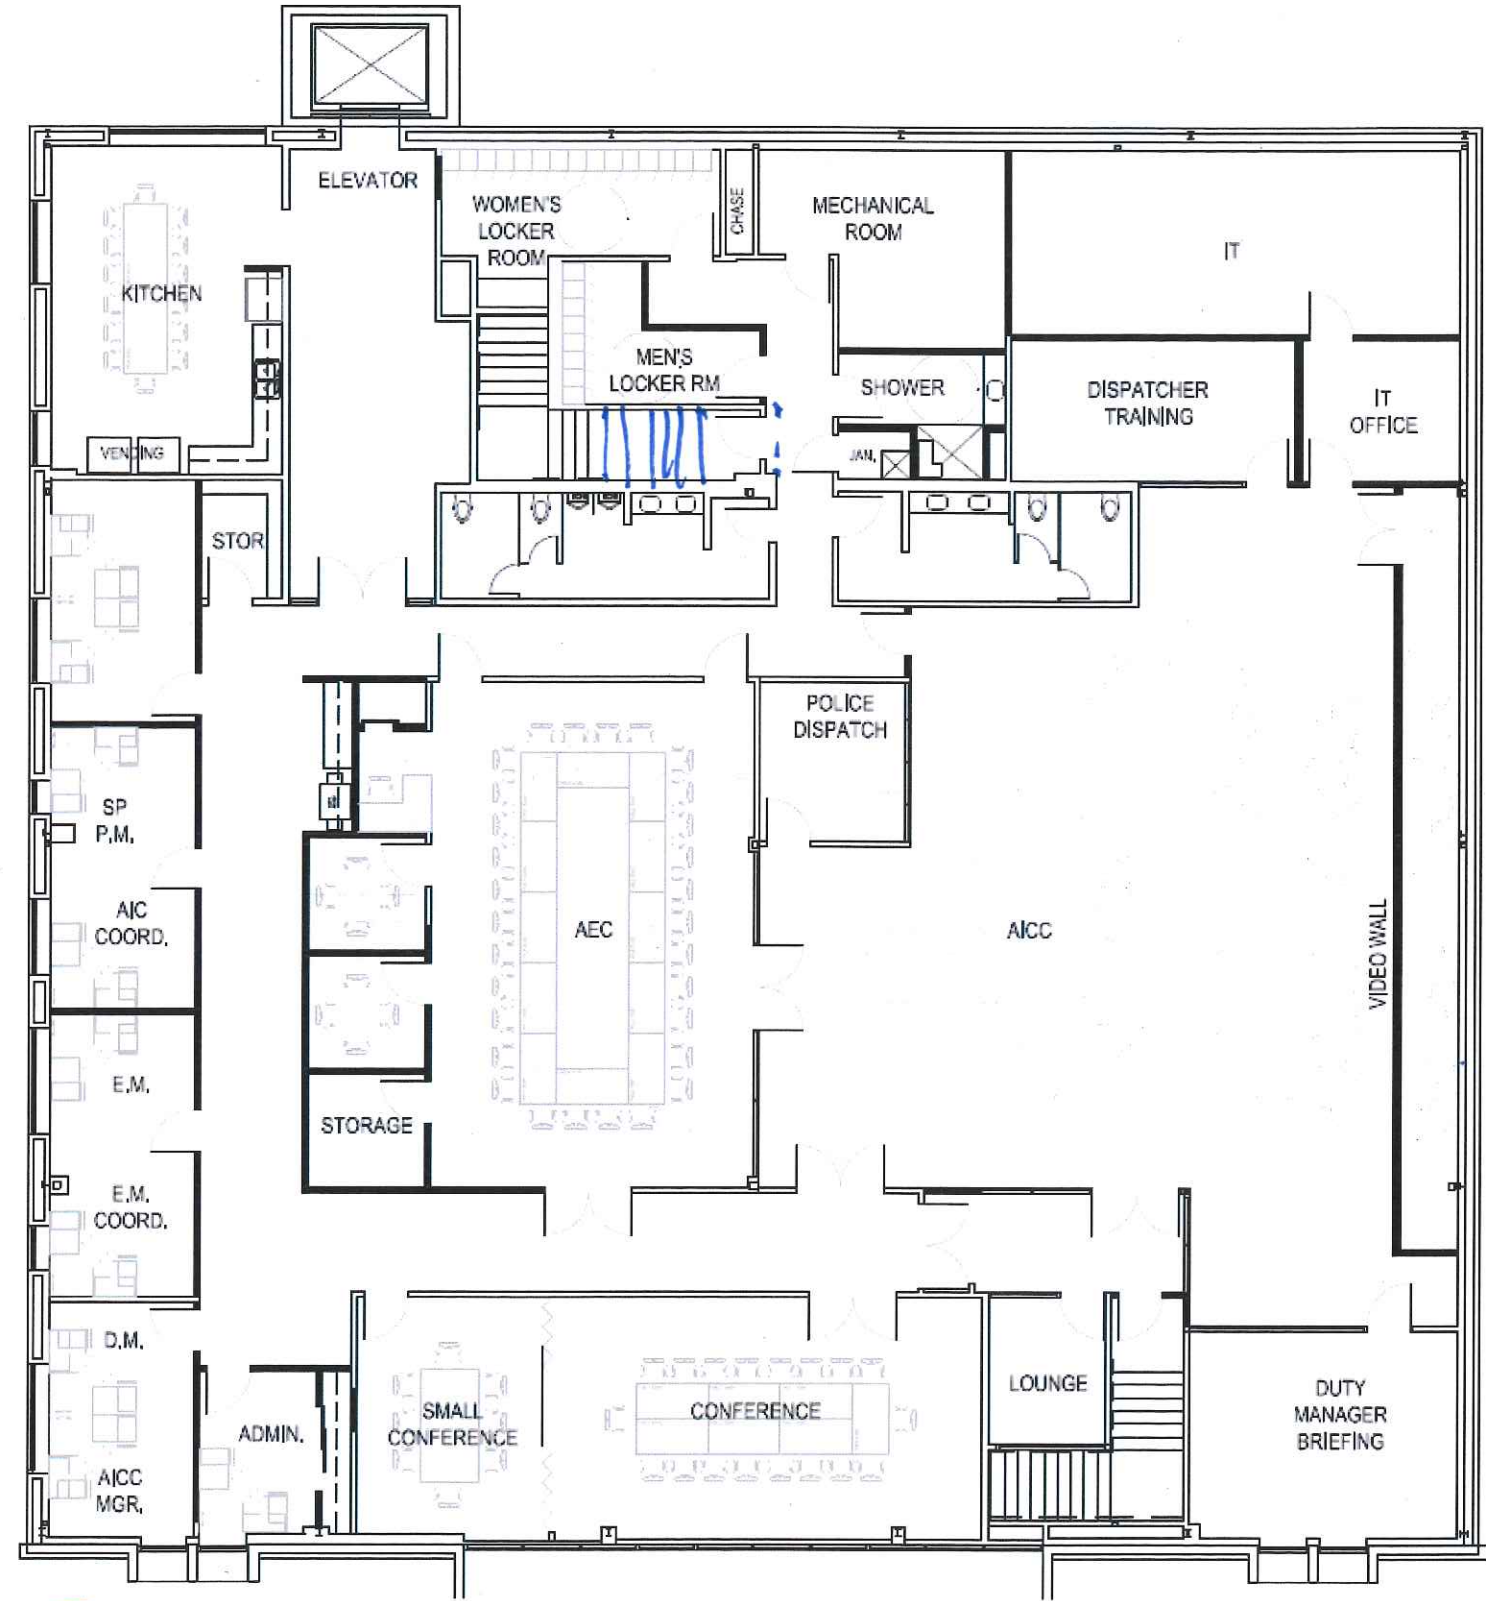 ELEVATOR
WOMEN'S
LOCKER
ROOM
CHASE
MECHANICAL
ROOM
IT
KITCHEN
MEN'S
LOCKER RM
SHOWER
DISPATCHER
TRAINING
IT
OFFICE
VENDING
JAN.
STOR
POLICE
DISPATCH
SP
P.M.
AIC
COORD.
AEC
AICC
VIDEO WALL
E.M.
STORAGE
E.M.
COORD.
D.M.
ADMIN.
SMALL
CONFERENCE
CONFERENCE
LOUNGE
DUTY
MANAGER
BRIEFING
AICC
MGR.